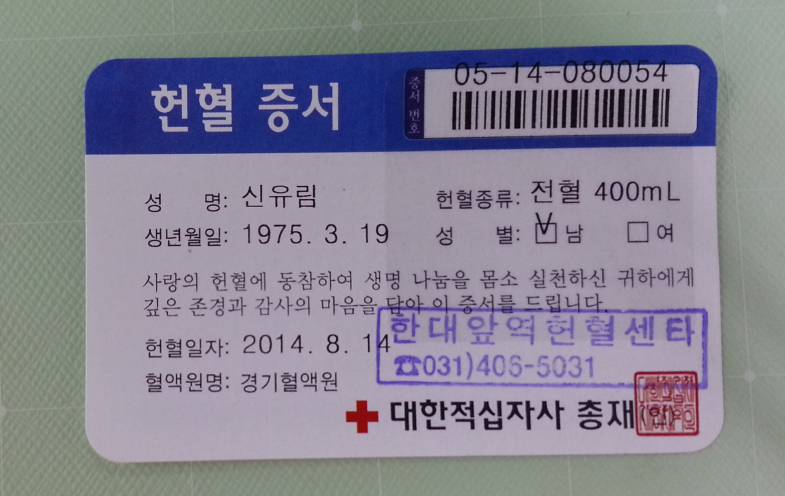 헌혈 증서
증서번호
05-14-080054
성 명: 신유림
헌혈종류: 전혈 400mL
생년월일: 1975. 3. 19
성 별: V 남 여
사랑의 헌혈에 동참하여 생명 나눔을 몸소 실천하신 귀하에게
깊은 존경과 감사의 마음을 담아 이 증서를 드립니다.
한대앞역헌혈센타
☎031)406-5031
헌혈일자: 2014. 8. 14
혈액원명: 경기혈액원
대한적십자사 총재(인)